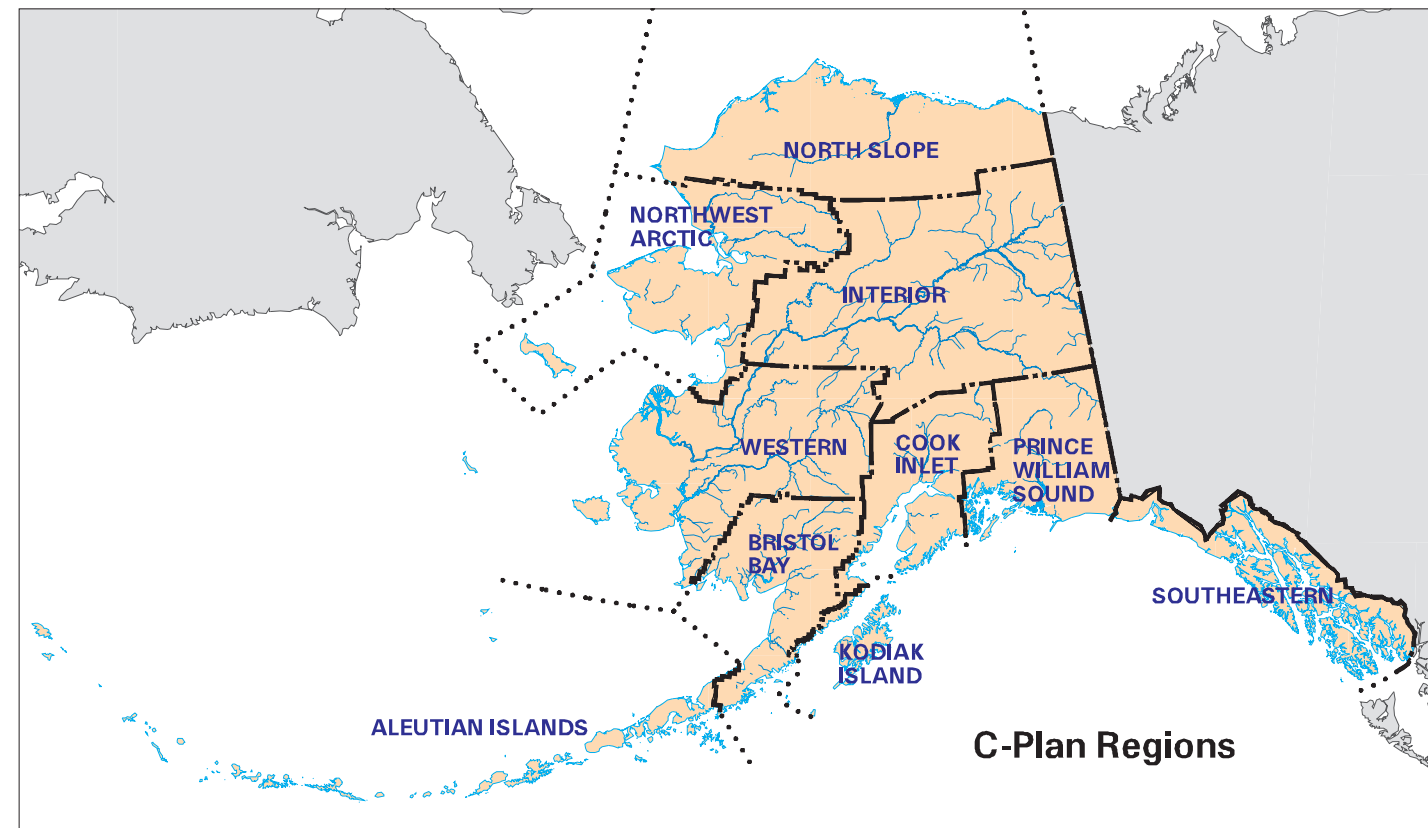 NORTH SLOPE
NORTHWEST
ARCTIC
INTERIOR
WESTERN
COOK
INLET
PRINCE
WILLIAM
SOUND
BRISTOL
BAY
SOUTHEASTERN
KODIAK
ISLAND
ALEUTIAN ISLANDS
C-Plan Regions